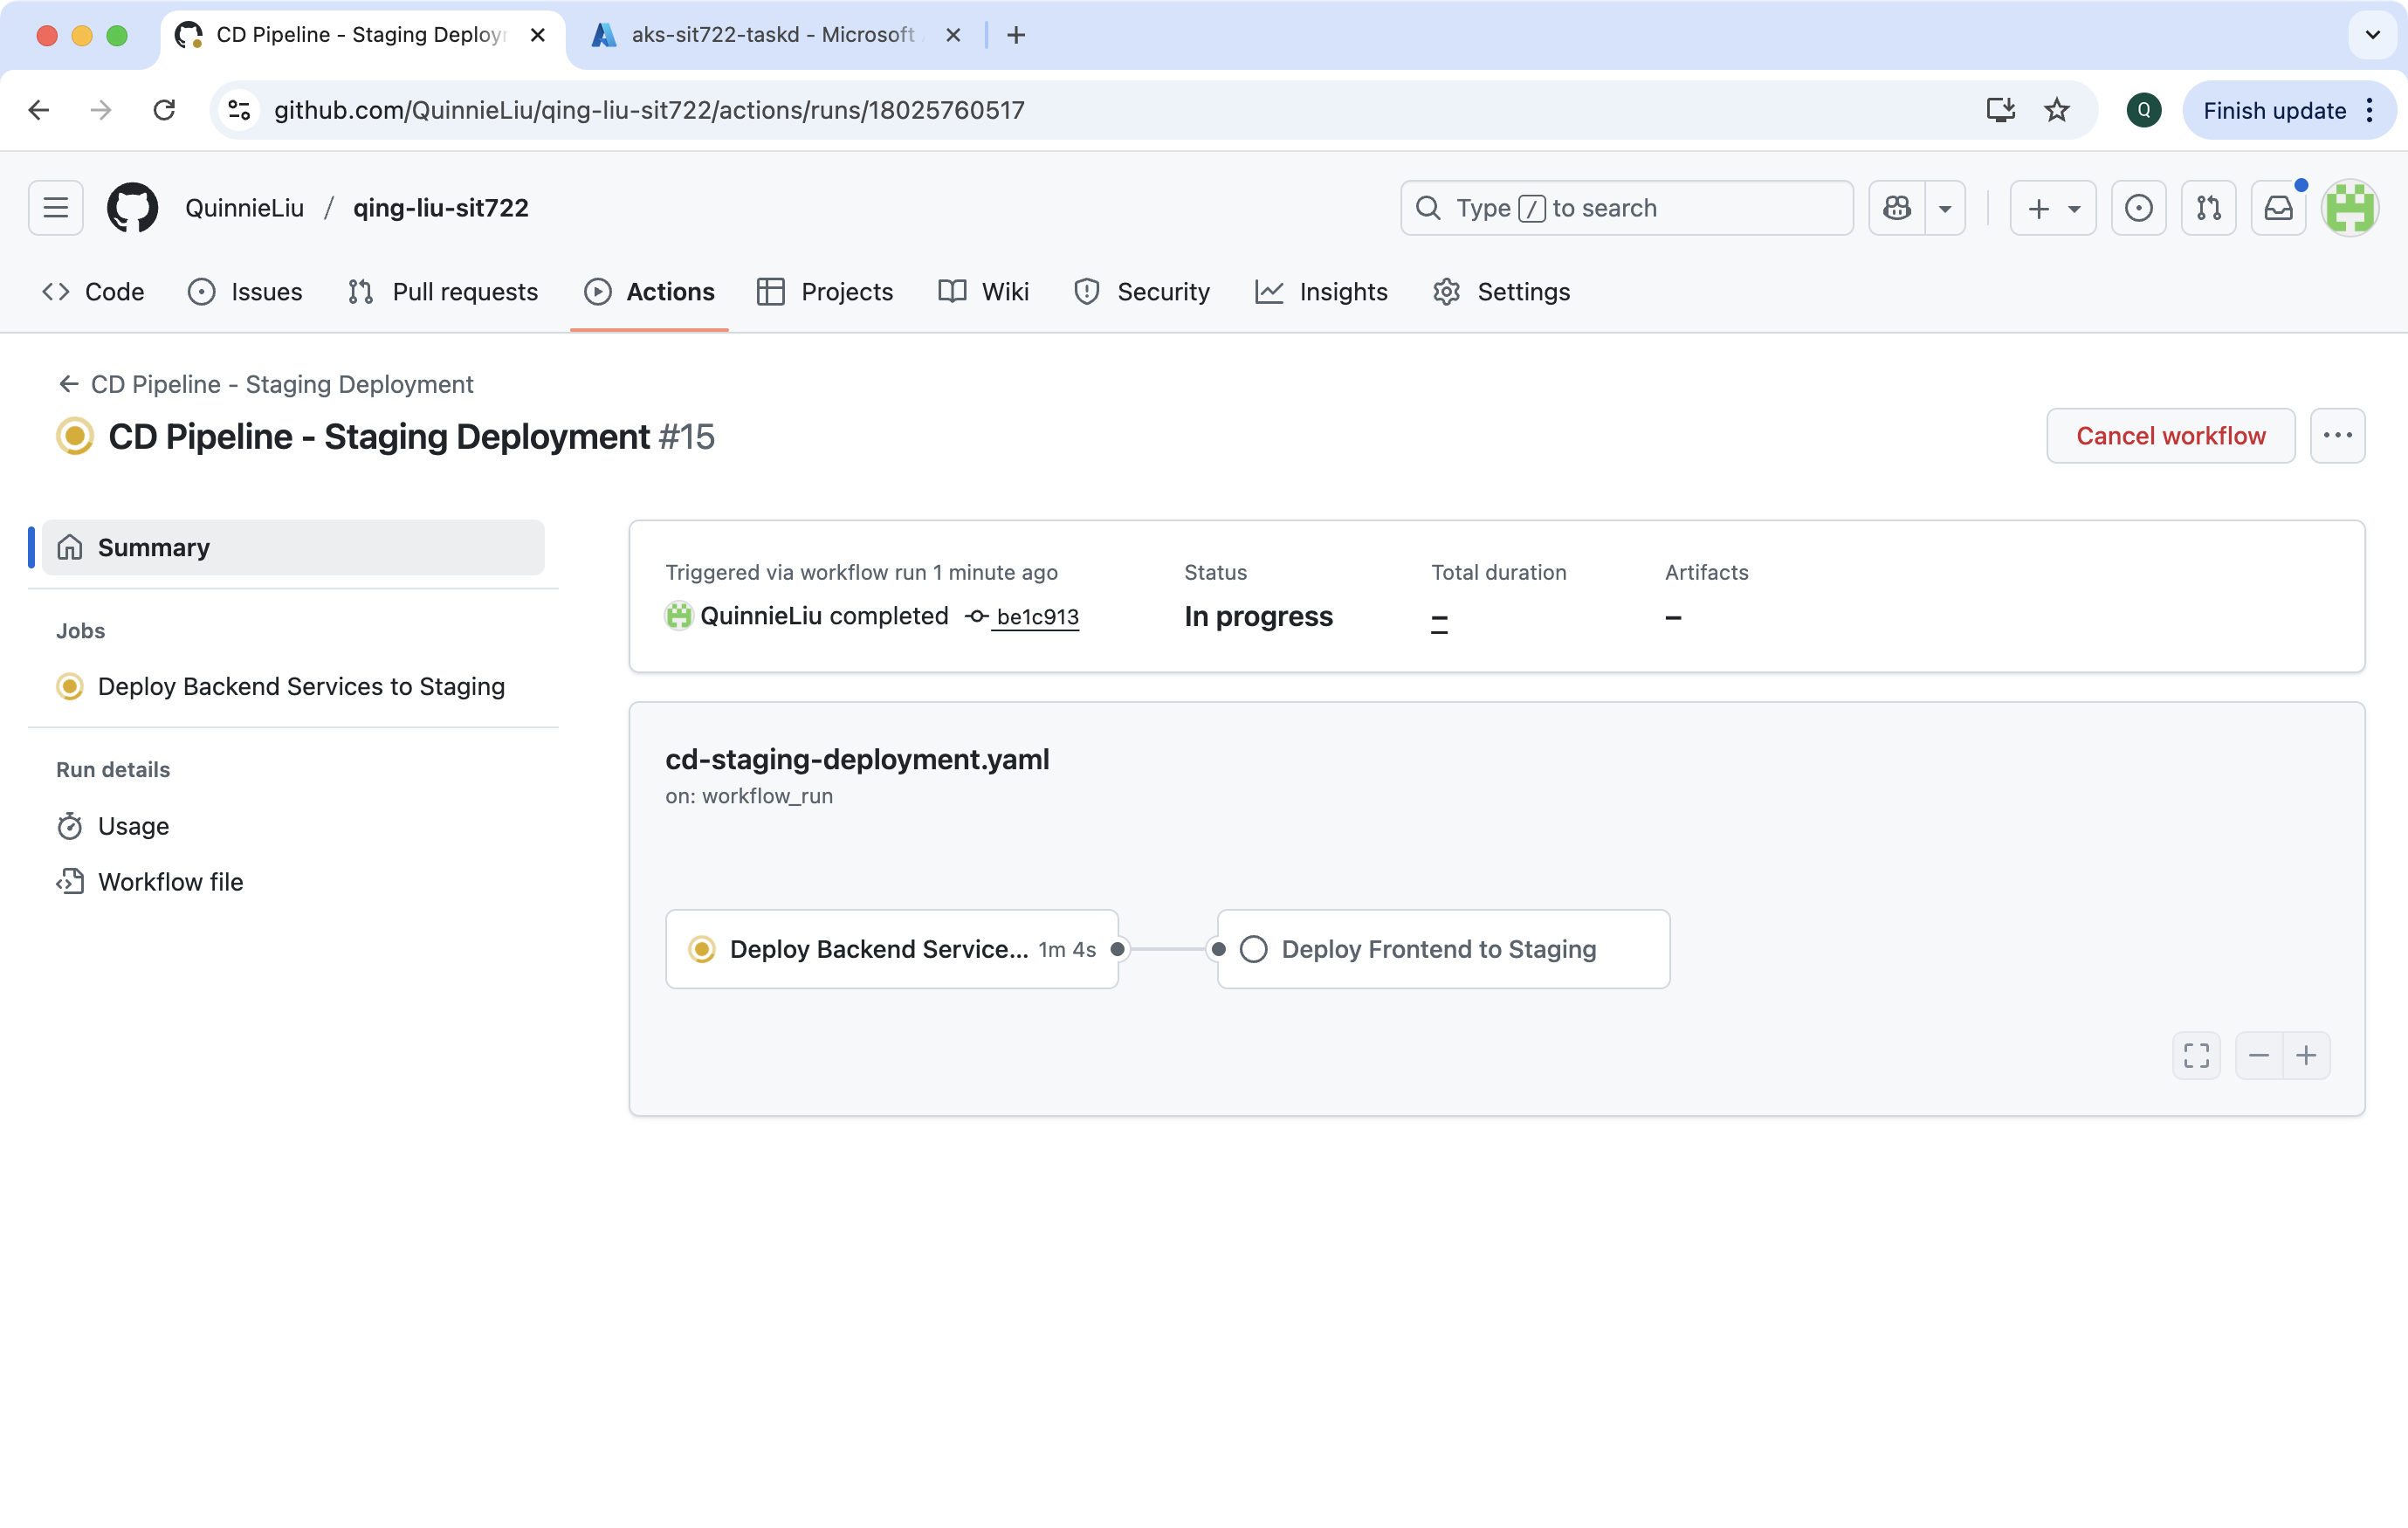 CD Pipeline - Staging Deploy
aks-sit722-taskd - Microsoft
github.com/QuinnieLiu/qing-liu-sit722/actions/runs/18025760517
Q
Finish update
QuinnieLiu / qing-liu-sit722
Type / to search
Code
Issues
Pull requests
Actions
Projects
Wiki
Security
Insights
Settings
CD Pipeline - Staging Deployment
CD Pipeline - Staging Deployment #15
Cancel workflow
Summary
Jobs
Deploy Backend Services to Staging
Run details
Usage
Workflow file
Triggered via workflow run 1 minute ago
QuinnieLiu completed be1c913
Status
In progress
Total duration
–
Artifacts
–
cd-staging-deployment.yaml
on: workflow_run
Deploy Backend Service... 1m 4s
Deploy Frontend to Staging